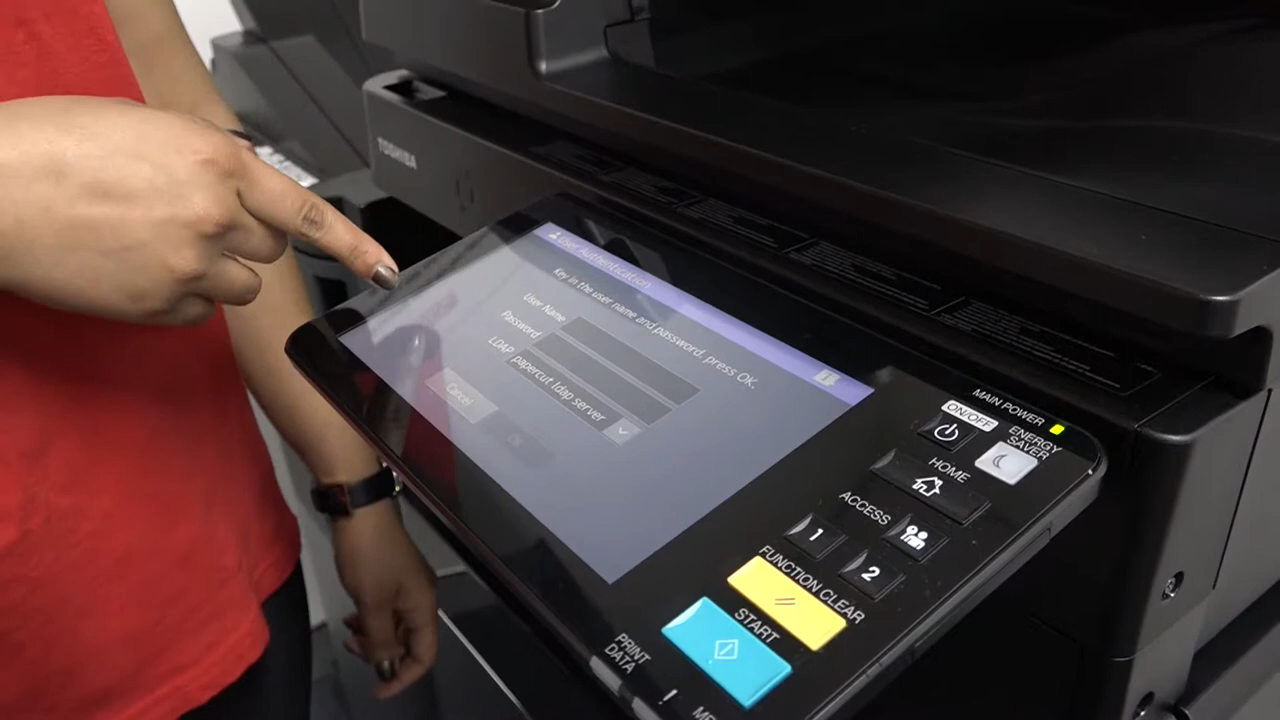 TOSHIBA
User Authentication
Key in the user name and password, press OK.
User Name
Password
LDAP
papercut ldap server
Cancel
OK
MAIN POWER
ON/OFF
ENERGY
SAVER
HOME
ACCESS
1
2
FUNCTION CLEAR
START
PRINT
DATA